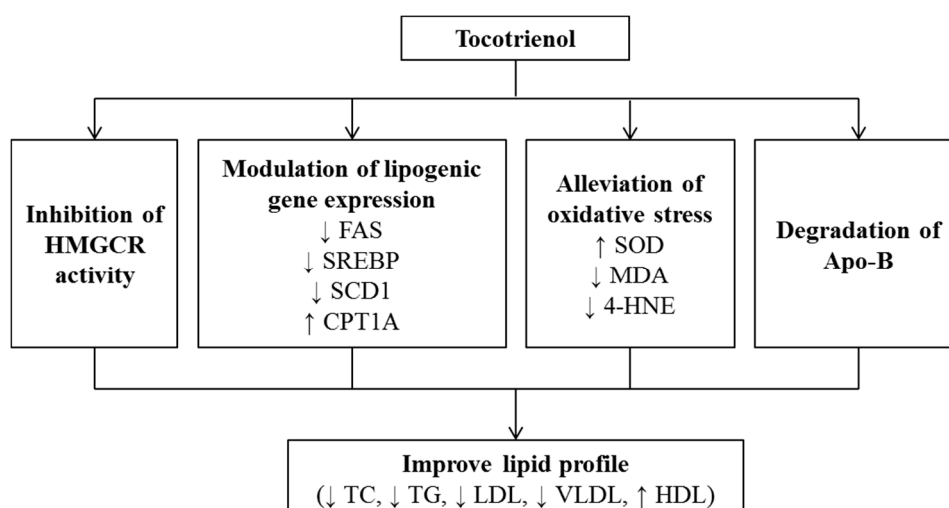 Tocotrienol
Inhibition of
HMGCR
activity
Modulation of lipogenic
gene expression
↓ FAS
↓ SREBP
↓ SCD1
↑ CPT1A
Alleviation of
oxidative stress
↑ SOD
↓ MDA
↓ 4-HNE
Degradation of
Apo-B
Improve lipid profile
(↓ TC, ↓ TG, ↓ LDL, ↓ VLDL, ↑ HDL)